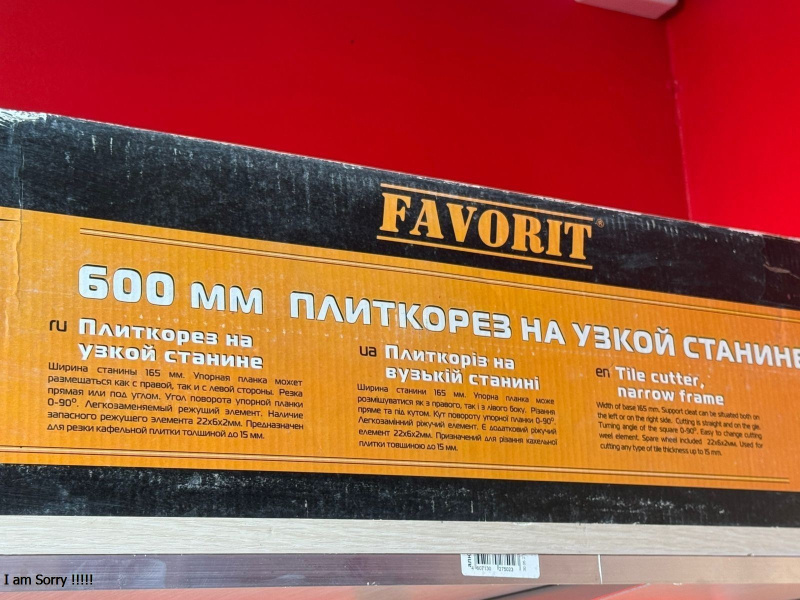 FAVORIT®
600 мм ПЛИТКОРЕЗ НА УЗКОЙ СТАНИНЕ
ru Плиткорез на
узкой станине
Ширина станины 165 мм. Упорная планка может
размещаться как с правой, так и с левой стороны. Резка
прямая или под углом. Угол поворота упорной планки
0-90°. Легкозаменяемый режущий элемент. Наличие
запасного режущего элемента 22х6х2мм. Предназначен
для резки кафельной плитки толщиной до 15 мм.
ua Плиткоріз на
вузькій станині
Ширина станини 165 мм. Упорна планка може
розміщуватися як з правого, так і з лівого боку. Різання
пряме та під кутом. Кут повороту упорної планки 0-90°.
Легкозамінний ріжучий елемент. Є додатковий ріжучий
елемент 22х6х2мм. Призначений для різання кахельної
плитки товщиною до 15 мм.
en Tile cutter,
narrow frame
Width of base 165 mm. Support cleat can be situated both on
the left or on the right side. Cutting is straight and on the gle.
Turning angle of the square 0-90°. Easy to change cutting
weel element. Spare wheel included 22x6x2мм. Used for
cutting any type of tile thickness up to 15 mm.
I am Sorry !!!!!